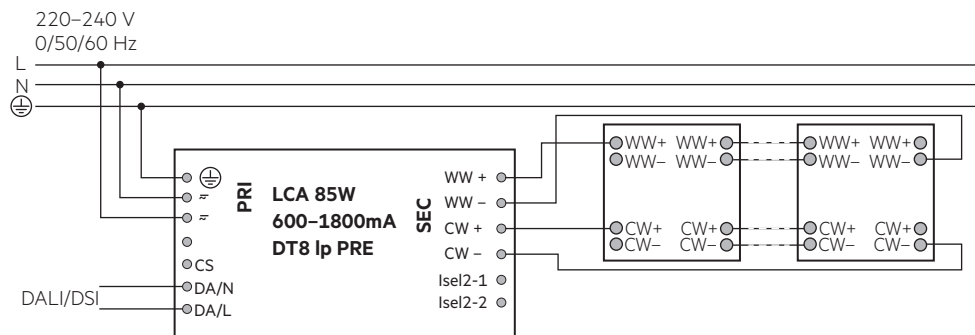 220–240 V
0/50/60 Hz
L
N
PRI
LCA 85W
600–1800mA
DT8 lp PRE
SEC
CS
DA/N
DA/L
DALI/DSI
WW +
WW –
CW +
CW –
Isel2-1
Isel2-2
WW+ WW+
WW– WW–
CW+ CW+
CW– CW–
WW+ WW+
WW– WW–
CW+ CW+
CW– CW–